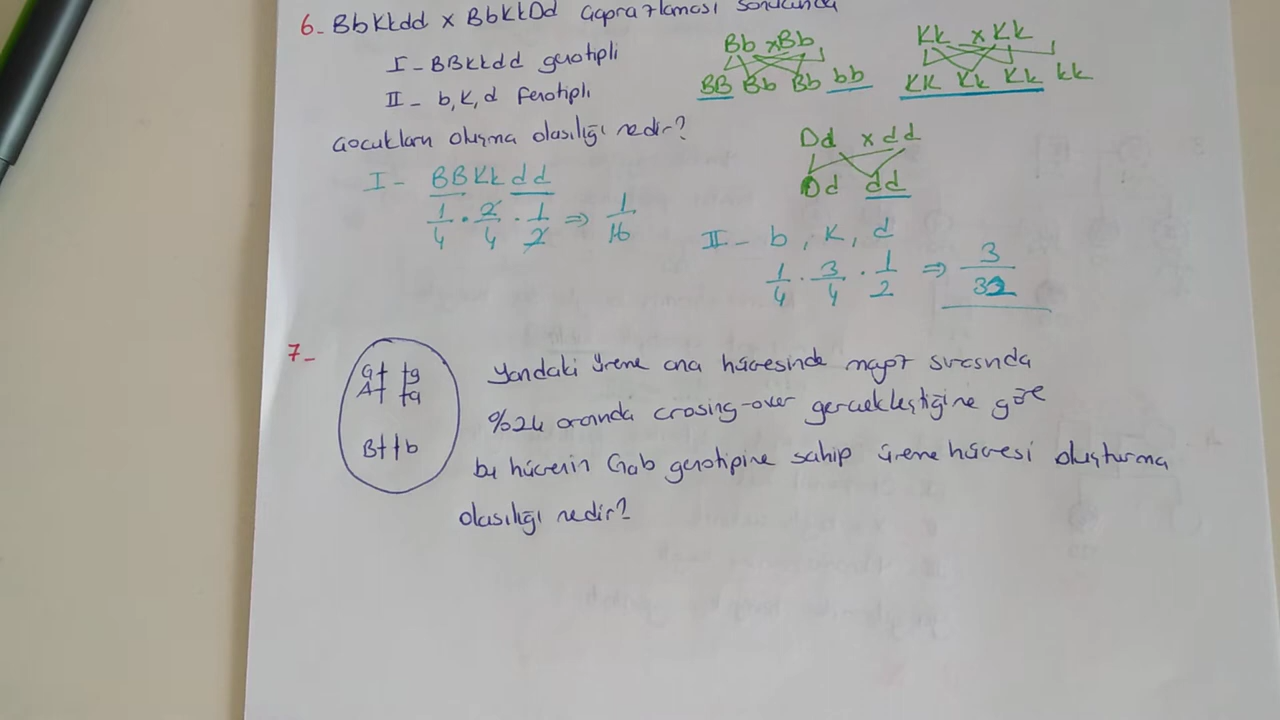 6- BbKkdd x BbKkDd Çaprazlaması sonucunda
I- BBKkdd genotipli
II- b, K, d fenotipli
çocukların oluşma olasılığı nedir?
Bb x Bb
BB Bb Bb bb
Kk x Kk
KK Kk Kk kk
Dd x dd
Dd dd
I- BBKkdd
1/4 . 2/4 . 1/2 ⇒ 1/16
II- b, K, d
1/4 . 3/4 . 1/2 ⇒ 3/32
7-
G g
A a
B b
Yandaki üreme ana hücresinde mayoz sırasında
%24 oranında crosing-over gerçekleştiğine göre
bu hücrenin Gab genotipine sahip üreme hücresi oluşturma
olasılığı nedir?